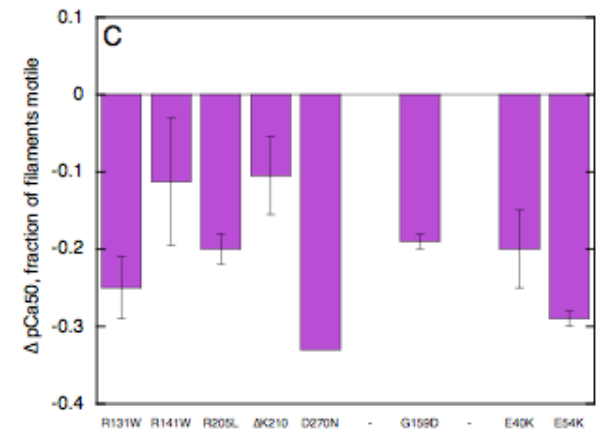 C
Δ pCa50, fraction of filaments motile
0.1
0
-0.1
-0.2
-0.3
-0.4
R131W R141W R205L ΔK210 D270N - G159D - E40K E54K